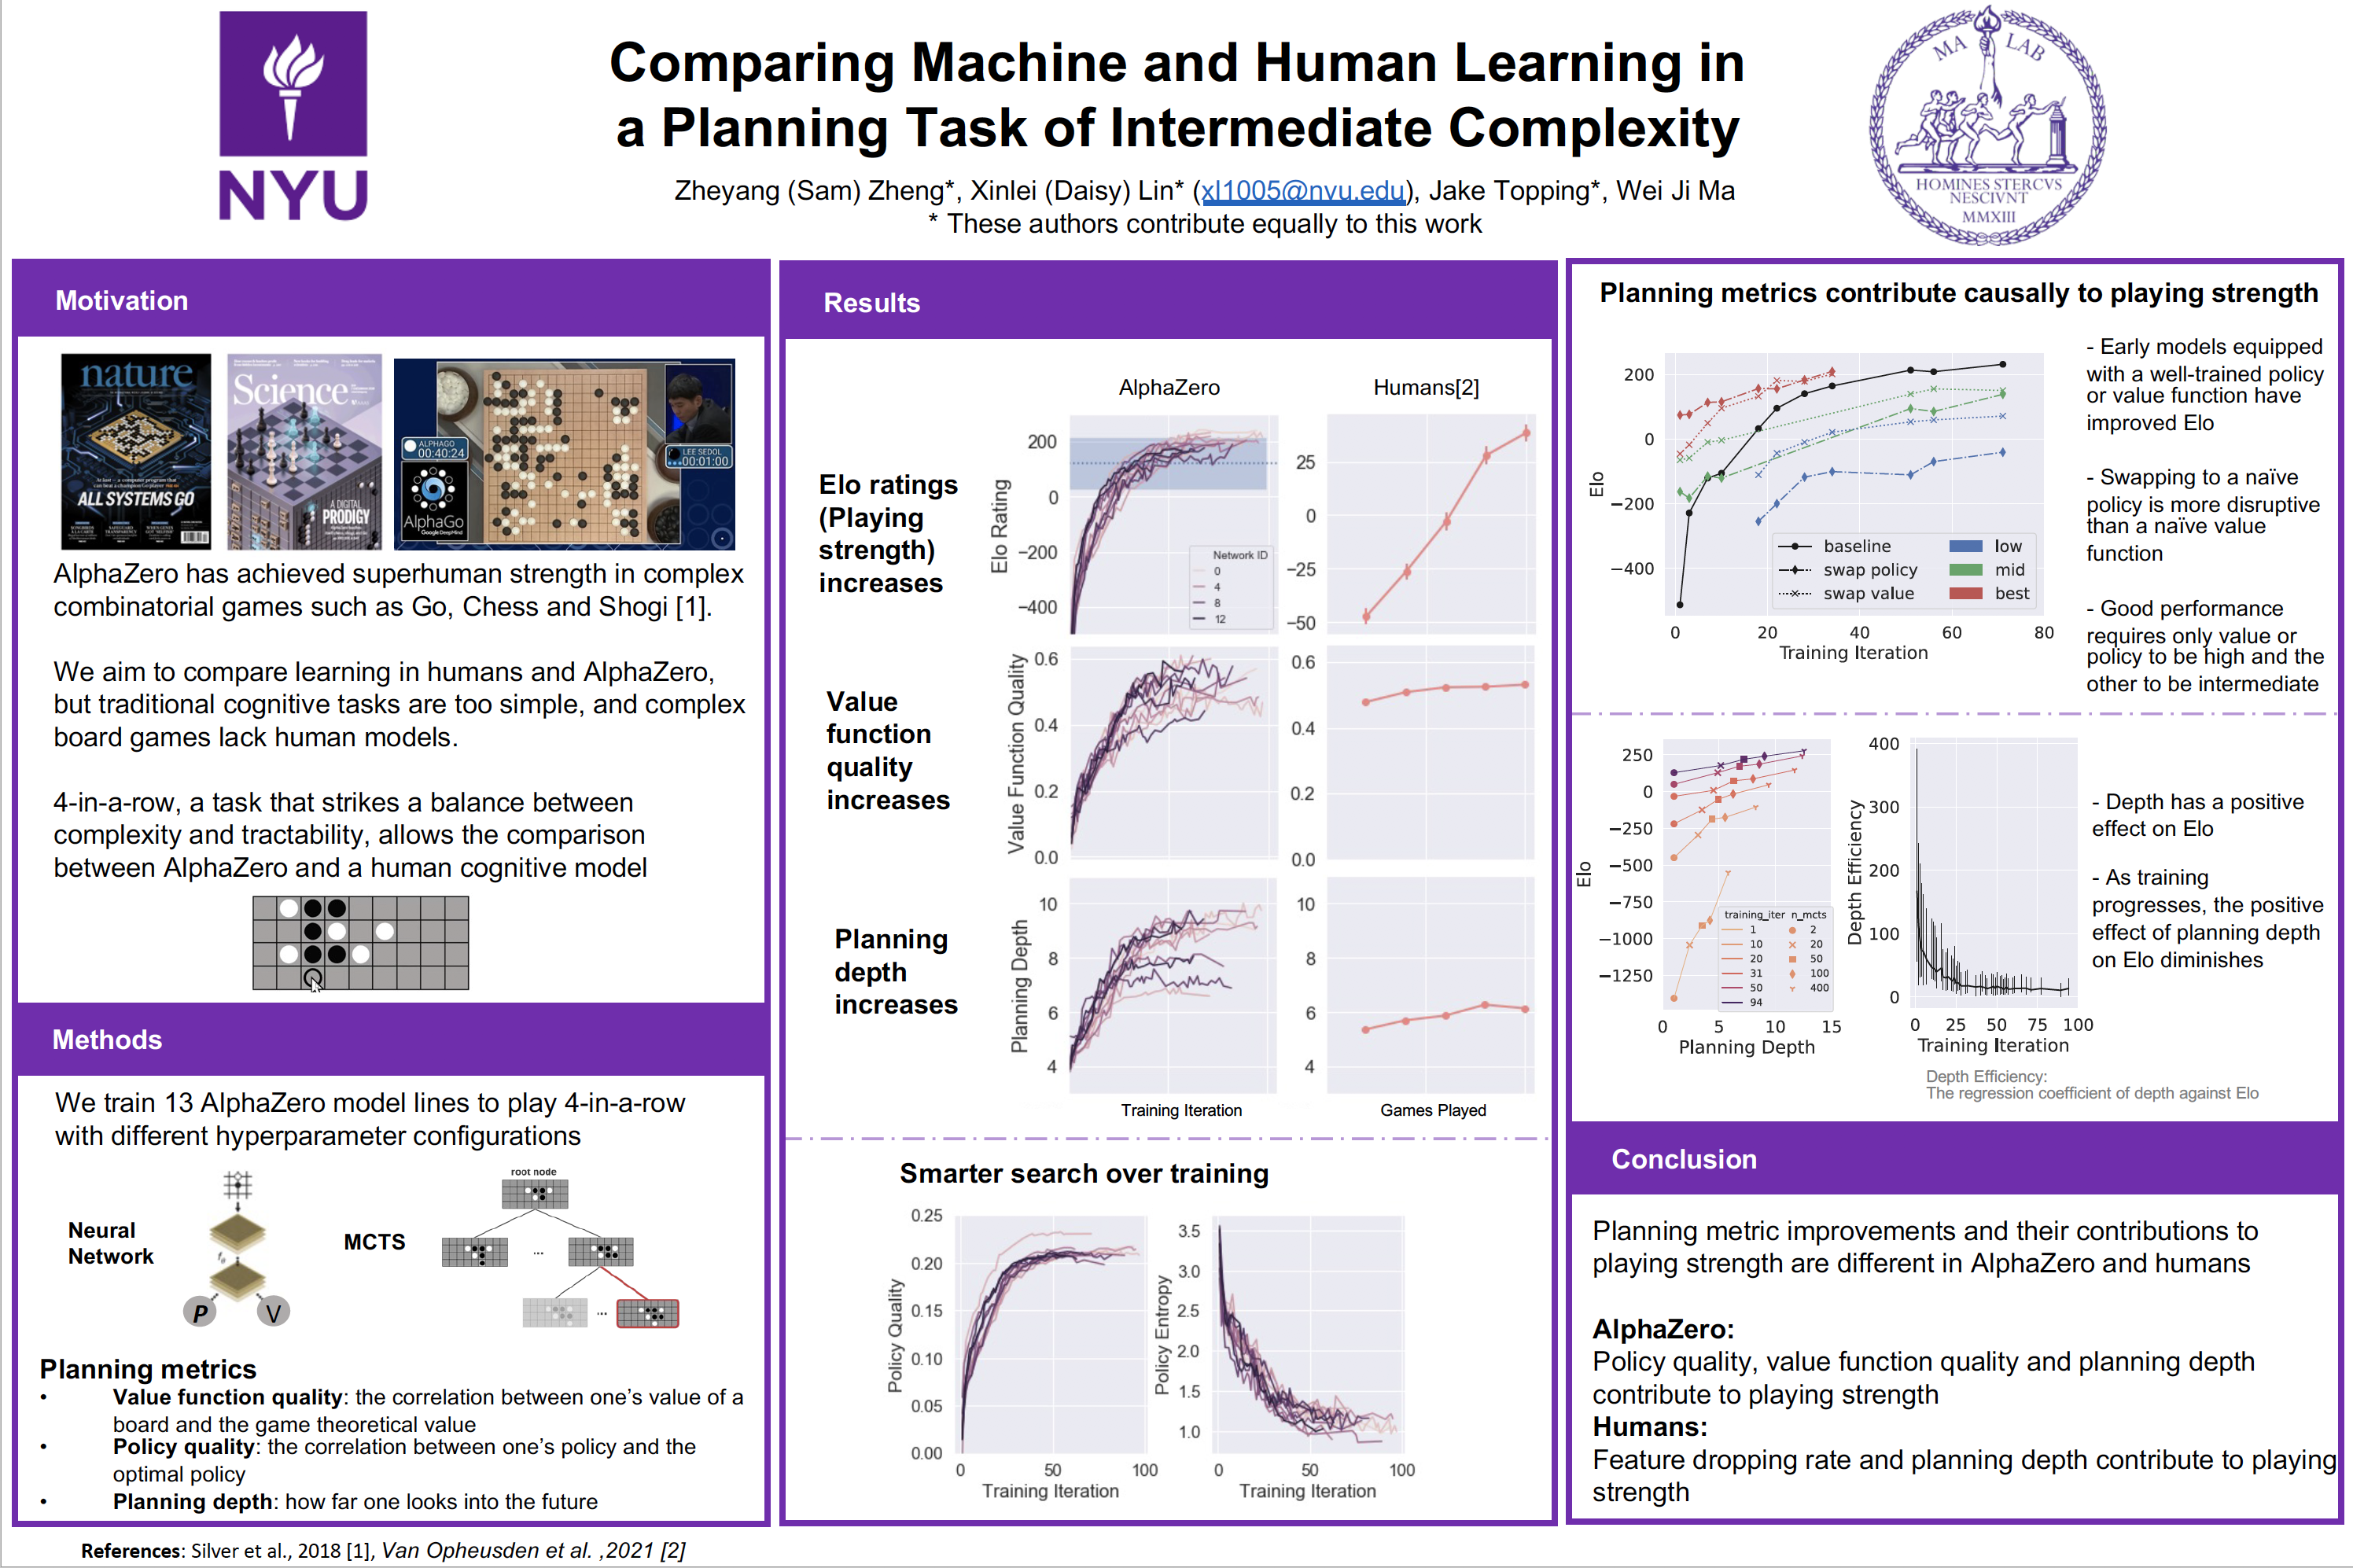 NYU
Comparing Machine and Human Learning in
a Planning Task of Intermediate Complexity
Zheyang (Sam) Zheng*, Xinlei (Daisy) Lin* (xl1005@nyu.edu), Jake Topping*, Wei Ji Ma
* These authors contribute equally to this work
MA LAB
HOMINES STERCVS
NESCIVNT
MMXIII
Motivation
nature
ALL SYSTEMS GO
Science
A DIGITAL
PRODIGY
ALPHAGO
00:40:24
AlphaGo
Google DeepMind
LEE SEDOL
00:01:00
AlphaZero has achieved superhuman strength in complex
combinatorial games such as Go, Chess and Shogi [1].
We aim to compare learning in humans and AlphaZero,
but traditional cognitive tasks are too simple, and complex
board games lack human models.
4-in-a-row, a task that strikes a balance between
complexity and tractability, allows the comparison
between AlphaZero and a human cognitive model
Methods
We train 13 AlphaZero model lines to play 4-in-a-row
with different hyperparameter configurations
Neural
Network
fθ
P
V
MCTS
root node
...
...
Planning metrics
• Value function quality: the correlation between one’s value of a
board and the game theoretical value
• Policy quality: the correlation between one’s policy and the
optimal policy
• Planning depth: how far one looks into the future
References: Silver et al., 2018 [1], Van Opheusden et al. ,2021 [2]
Results
AlphaZero
Humans[2]
Elo ratings
(Playing
strength)
increases
Elo Rating
200
0
−200
−400
Network ID
0
4
8
12
25
0
−25
−50
Value
function
quality
increases
Value Function Quality
0.6
0.4
0.2
0.0
0.6
0.4
0.2
0.0
Planning
depth
increases
Planning Depth
10
8
6
4
10
8
6
4
Training Iteration
Games Played
Smarter search over training
Policy Quality
0.25
0.20
0.15
0.10
0.05
0.00
0 50 100
Training Iteration
Policy Entropy
3.5
3.0
2.5
2.0
1.5
1.0
0 50 100
Training Iteration
Planning metrics contribute causally to playing strength
Elo
200
0
−200
−400
baseline
swap policy
swap value
low
mid
best
0 20 40 60 80
Training Iteration
- Early models equipped
with a well-trained policy
or value function have
improved Elo
- Swapping to a naïve
policy is more disruptive
than a naïve value
function
- Good performance
requires only value or
policy to be high and the
other to be intermediate
Elo
250
0
−250
−500
−750
−1000
−1250
training_iter n_mcts
1 2
10 20
20 50
31 100
50 400
94
0 5 10 15
Planning Depth
Depth Efficiency
400
300
200
100
0
0 25 50 75 100
Training Iteration
Depth Efficiency:
The regression coefficient of depth against Elo
- Depth has a positive
effect on Elo
- As training
progresses, the positive
effect of planning depth
on Elo diminishes
Conclusion
Planning metric improvements and their contributions to
playing strength are different in AlphaZero and humans
AlphaZero:
Policy quality, value function quality and planning depth
contribute to playing strength
Humans:
Feature dropping rate and planning depth contribute to playing
strength